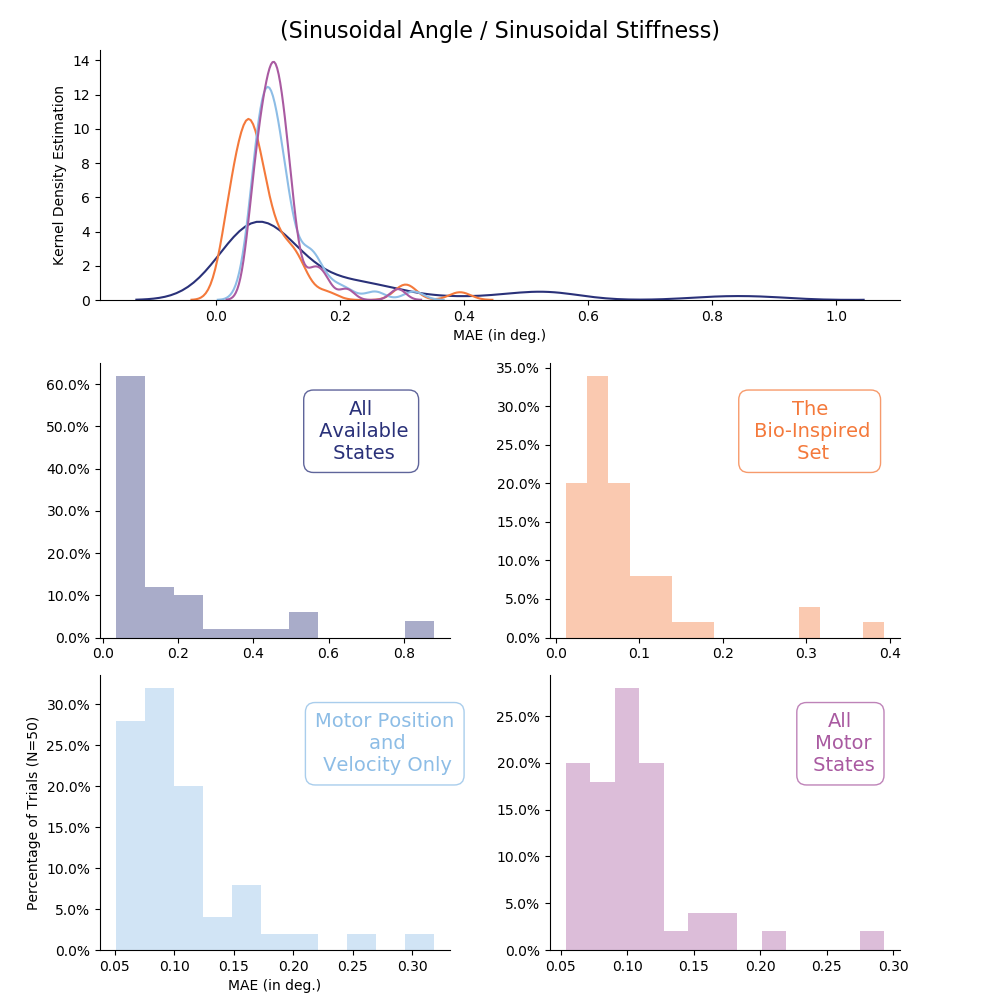 (Sinusoidal Angle / Sinusoidal Stiffness)
Kernel Density Estimation
14
12
10
8
6
4
2
0
0.0 0.2 0.4 0.6 0.8 1.0
MAE (in deg.)
60.0%
50.0%
40.0%
30.0%
20.0%
10.0%
0.0%
0.0 0.2 0.4 0.6 0.8
All
Available
States
35.0%
30.0%
25.0%
20.0%
15.0%
10.0%
5.0%
0.0%
0.0 0.1 0.2 0.3 0.4
The
Bio-Inspired
Set
Percentage of Trials (N=50)
30.0%
25.0%
20.0%
15.0%
10.0%
5.0%
0.0%
0.05 0.10 0.15 0.20 0.25 0.30
MAE (in deg.)
Motor Position
and
Velocity Only
25.0%
20.0%
15.0%
10.0%
5.0%
0.0%
0.05 0.10 0.15 0.20 0.25 0.30
All
Motor
States